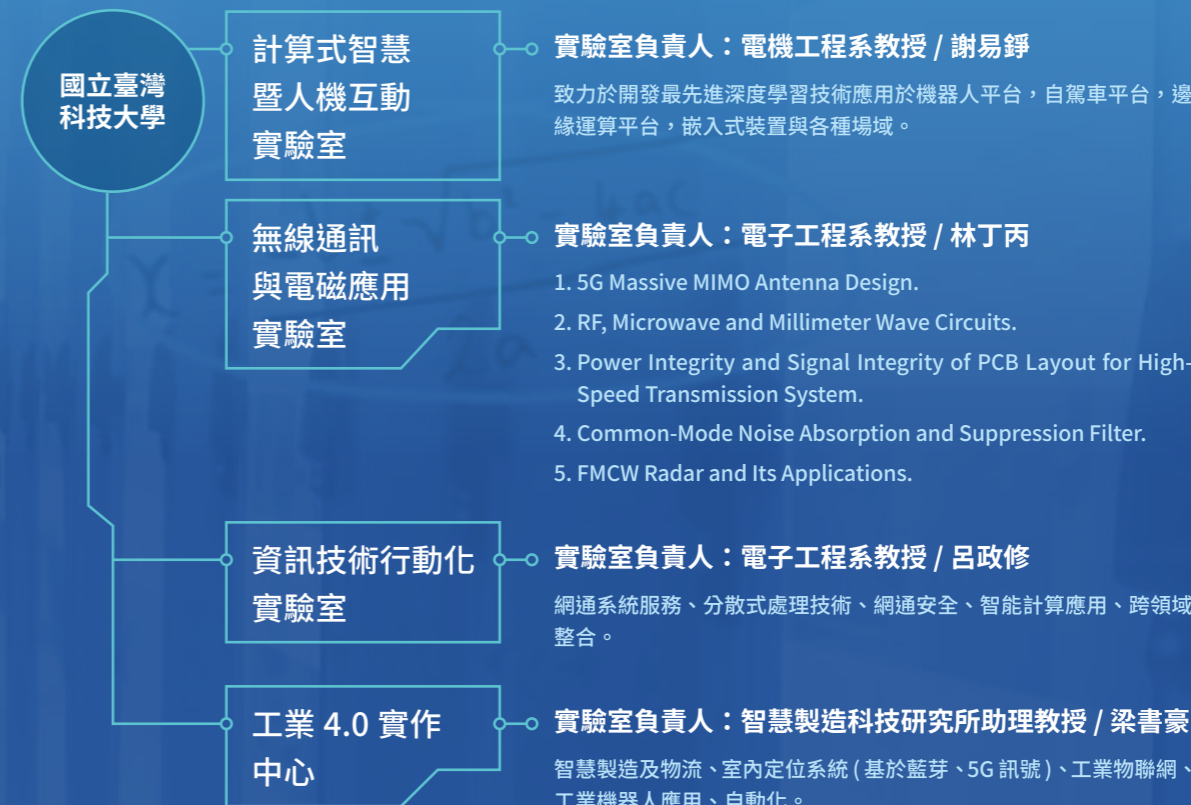 國立臺灣
科技大學
計算式智慧
暨人機互動
實驗室
實驗室負責人：電機工程系教授 / 謝易錚
致力於開發最先進深度學習技術應用於機器人平台，自駕車平台，邊
緣運算平台，嵌入式裝置與各種場域。
無線通訊
與電磁應用
實驗室
實驗室負責人：電子工程系教授 / 林丁丙
1. 5G Massive MIMO Antenna Design.
2. RF, Microwave and Millimeter Wave Circuits.
3. Power Integrity and Signal Integrity of PCB Layout for High-
Speed Transmission System.
4. Common-Mode Noise Absorption and Suppression Filter.
5. FMCW Radar and Its Applications.
資訊技術行動化
實驗室
實驗室負責人：電子工程系教授 / 呂政修
網通系統服務、分散式處理技術、網通安全、智能計算應用、跨領域
整合。
工業 4.0 實作
中心
實驗室負責人：智慧製造科技研究所助理教授 / 梁書豪
智慧製造及物流、室內定位系統 ( 基於藍芽、5G 訊號 )、工業物聯網、
工業機器人應用、自動化。